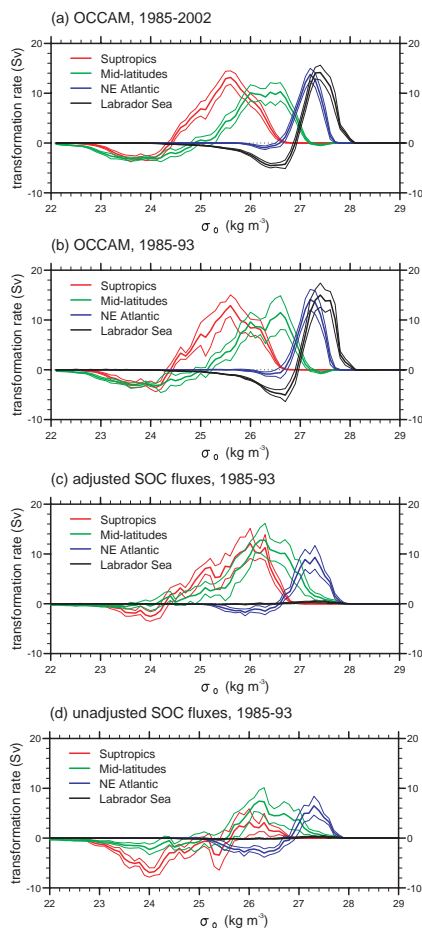 (a) OCCAM, 1985-2002
transformation rate (Sv)
20
20
10
10
0
0
-10
-10
Suptropics
Mid-latitudes
NE Atlantic
Labrador Sea
22 23 24 25 26 27 28 29
σ₀ (kg m⁻³)
(b) OCCAM, 1985-93
transformation rate (Sv)
20
20
10
10
0
0
-10
-10
Suptropics
Mid-latitudes
NE Atlantic
Labrador Sea
22 23 24 25 26 27 28 29
σ₀ (kg m⁻³)
(c) adjusted SOC fluxes, 1985-93
transformation rate (Sv)
20
20
10
10
0
0
-10
-10
Suptropics
Mid-latitudes
NE Atlantic
Labrador Sea
22 23 24 25 26 27 28 29
σ₀ (kg m⁻³)
(d) unadjusted SOC fluxes, 1985-93
transformation rate (Sv)
20
20
10
10
0
0
-10
-10
Suptropics
Mid-latitudes
NE Atlantic
Labrador Sea
22 23 24 25 26 27 28 29
σ₀ (kg m⁻³)